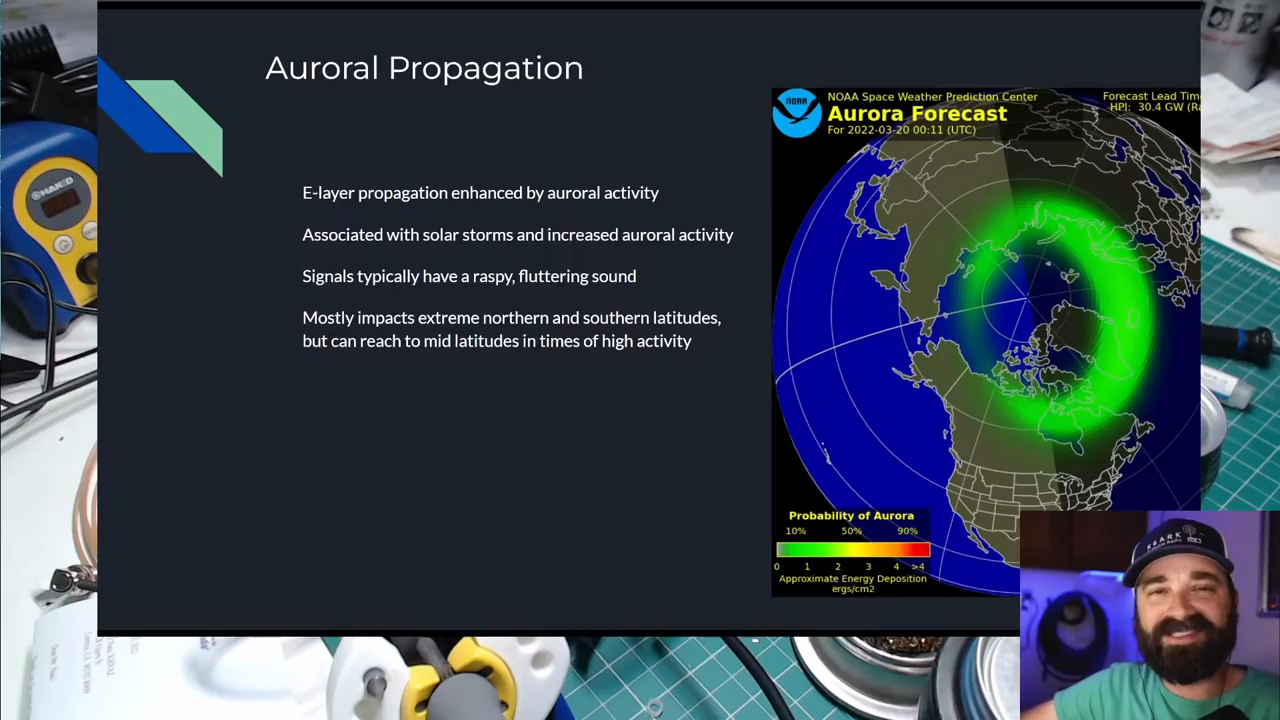 Auroral Propagation
E-layer propagation enhanced by auroral activity
Associated with solar storms and increased auroral activity
Signals typically have a raspy, fluttering sound
Mostly impacts extreme northern and southern latitudes,
but can reach to mid latitudes in times of high activity
NOAA
NOAA Space Weather Prediction Center
Aurora Forecast
For 2022-03-20 00:11 (UTC)
Forecast Lead Tim
HPI: 30.4 GW (Ra
Probability of Aurora
10% 50% 90%
0 1 2 3 4 >4
Approximate Energy Deposition
ergs/cm2
HAKKO
K6ARK